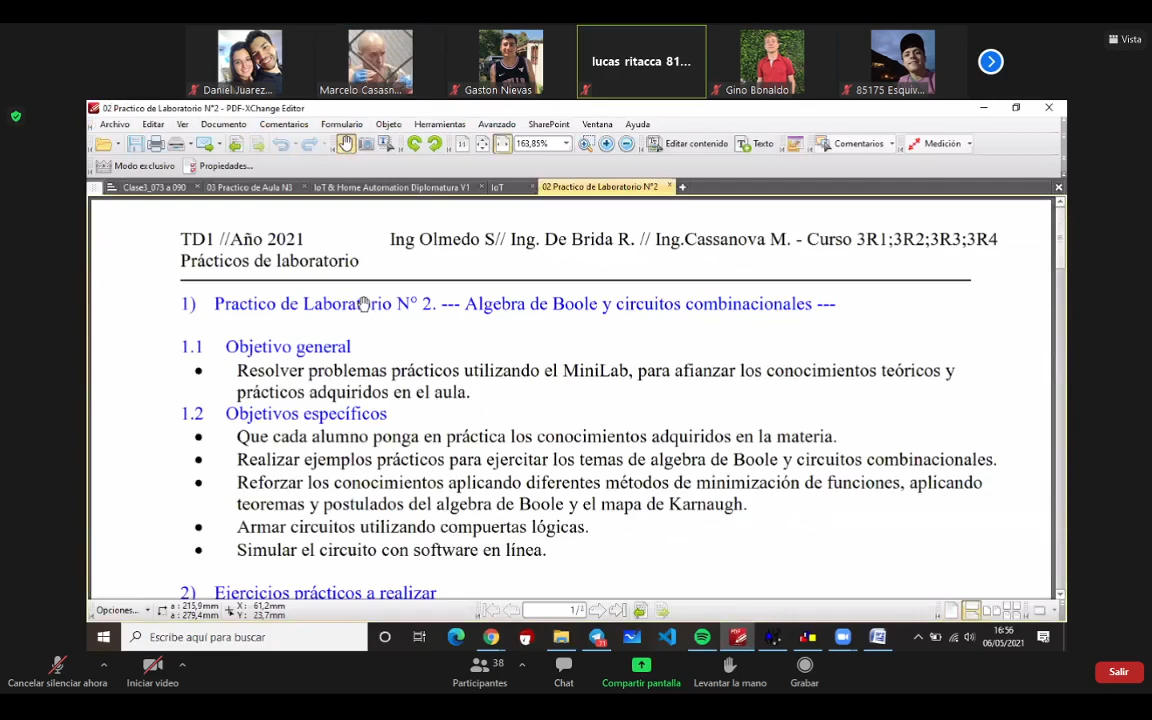 lucas ritacca 81...
Vista
Daniel Juarez...
Marcelo Casasn...
Gaston Nievas
Gino Bonaldo
85175 Esquiv...
02 Practico de Laboratorio N°2 - PDF-XChange Editor
Archivo Editar Ver Documento Comentarios Formulario Objeto Herramientas Avanzado SharePoint Ventana Ayuda
163,85% Editar contenido Texto Comentarios Medición
Modo exclusivo Propiedades...
Clase3_073 a 090 03 Practico de Aula N3 IoT & Home Automation Diplomatura V1 IoT 02 Practico de Laboratorio N°2
TD1 //Año 2021 Ing Olmedo S// Ing. De Brida R. // Ing.Cassanova M. - Curso 3R1;3R2;3R3;3R4
Prácticos de laboratorio
1) Practico de Laboratorio N° 2. --- Algebra de Boole y circuitos combinacionales ---
1.1 Objetivo general
• Resolver problemas prácticos utilizando el MiniLab, para afianzar los conocimientos teóricos y
prácticos adquiridos en el aula.
1.2 Objetivos específicos
• Que cada alumno ponga en práctica los conocimientos adquiridos en la materia.
• Realizar ejemplos prácticos para ejercitar los temas de algebra de Boole y circuitos combinacionales.
• Reforzar los conocimientos aplicando diferentes métodos de minimización de funciones, aplicando
teoremas y postulados del algebra de Boole y el mapa de Karnaugh.
• Armar circuitos utilizando compuertas lógicas.
• Simular el circuito con software en línea.
2) Ejercicios prácticos a realizar
Opciones... a : 215,9mm X: 61,2mm
a : 279,4mm Y: 23,7mm
Escribe aquí para buscar
16:56
06/05/2021
Cancelar silenciar ahora
Iniciar video
38
Participantes
Chat
Compartir pantalla
Levantar la mano
Grabar
Salir